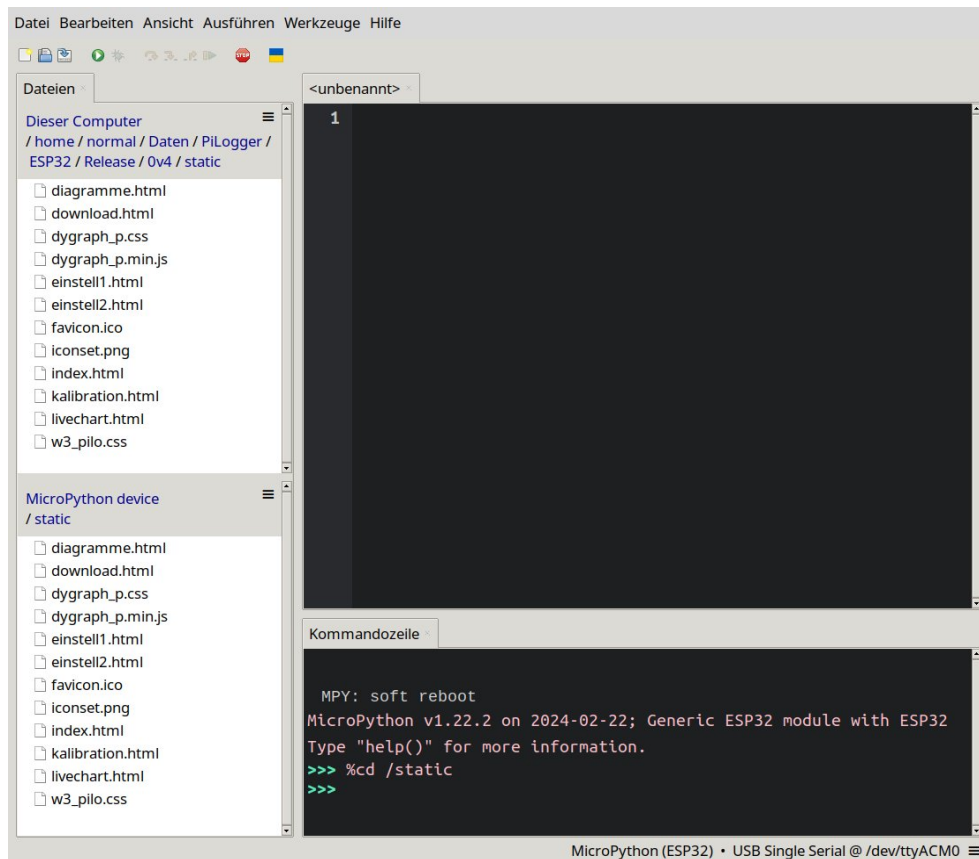 Datei Bearbeiten Ansicht Ausführen Werkzeuge Hilfe
STOP
Dateien
Dieser Computer
/ home / normal / Daten / PiLogger /
ESP32 / Release / 0v4 / static
diagramme.html
download.html
dygraph_p.css
dygraph_p.min.js
einstell1.html
einstell2.html
favicon.ico
iconset.png
index.html
kalibration.html
livechart.html
w3_pilo.css
MicroPython device
/ static
diagramme.html
download.html
dygraph_p.css
dygraph_p.min.js
einstell1.html
einstell2.html
favicon.ico
iconset.png
index.html
kalibration.html
livechart.html
w3_pilo.css
<unbenannt>
1
Kommandozeile
MPY: soft reboot
MicroPython v1.22.2 on 2024-02-22; Generic ESP32 module with ESP32
Type "help()" for more information.
>>> %cd /static
>>>
MicroPython (ESP32) • USB Single Serial @ /dev/ttyACM0 ≡